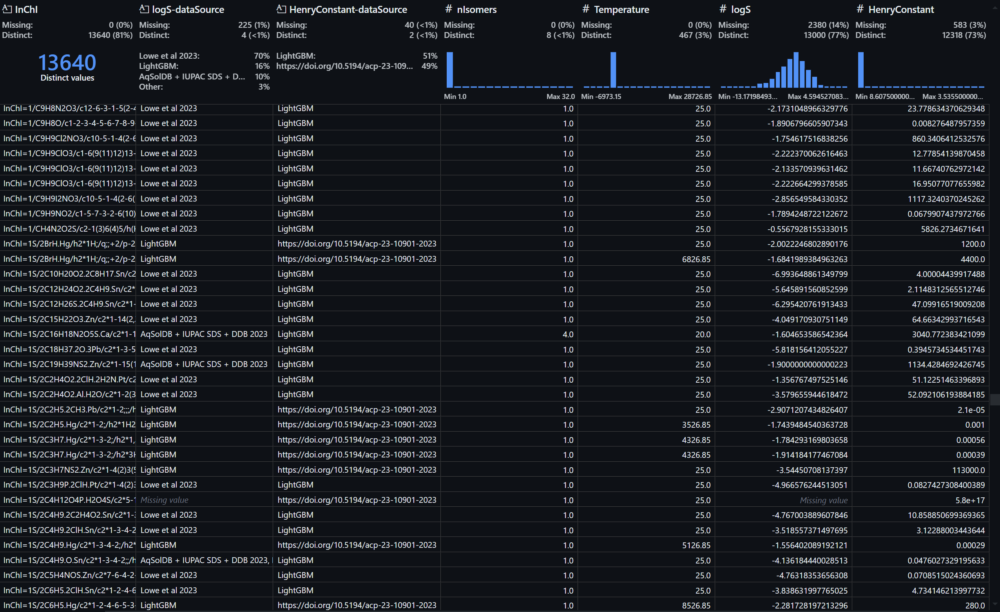 InChI logS-dataSource HenryConstant-dataSource # nIsomers # Temperature # logS # HenryConstant
Missing: 0 (0%) Missing: 225 (1%) Missing: 40 (<1%) Missing: 0 (0%) Missing: 0 (0%) Missing: 2380 (14%) Missing: 583 (3%)
Distinct: 13640 (81%) Distinct: 4 (<1%) Distinct: 2 (<1%) Distinct: 8 (<1%) Distinct: 467 (3%) Distinct: 13000 (77%) Distinct: 12318 (73%)
13640
Distinct values
Lowe et al 2023: 70%
LightGBM: 16%
AqSolDB + IUPAC SDS + D... 10%
Other: 3%
LightGBM: 51%
https://doi.org/10.5194/acp-23-109... 49%
Min 1.0 Max 32.0 Min -6973.15 Max 28726.85 Min -13.17198493... Max 4.594527083... Min 8.607500000... Max 3.535500000...
InChI=1/C9H8N2O3/c12-6-3-1-5(2-4 Lowe et al 2023 LightGBM 1.0 25.0 -2.1731048966329776 23.778634370629348
InChI=1/C9H8O/c1-2-3-4-5-6-7-8-9- Lowe et al 2023 LightGBM 1.0 25.0 -1.8906796605907343 0.008276487957359
InChI=1/C9H9Cl2NO3/c10-5-1-4(2-6 Lowe et al 2023 LightGBM 1.0 25.0 -1.754617516838256 860.3406412532576
InChI=1/C9H9ClO3/c1-6(9(11)12)13- Lowe et al 2023 LightGBM 1.0 25.0 -2.222370062616463 12.77854139870458
InChI=1/C9H9ClO3/c1-6(9(11)12)13- Lowe et al 2023 LightGBM 1.0 25.0 -2.133570939631462 11.66740762972142
InChI=1/C9H9ClO3/c1-6(9(11)12)13- Lowe et al 2023 LightGBM 1.0 25.0 -2.222664299378585 16.95077077655982
InChI=1/C9H9I2NO3/c10-5-1-4(2-6( Lowe et al 2023 LightGBM 1.0 25.0 -2.856549584330352 1117.3240370245262
InChI=1/C9H9NO2/c1-5-7-3-2-6(10) Lowe et al 2023 LightGBM 1.0 25.0 -1.7894248722122672 0.06799074379727​66
InChI=1/CH4N2O2S/c2-1(3)6(4)5/h(H Lowe et al 2023 LightGBM 1.0 25.0 -0.5567928155333015 5826.2734671641
InChI=1S/2BrH.Hg/h2*1H;/q;;+2/p-2 LightGBM https://doi.org/10.5194/acp-23-10901-2023 1.0 25.0 -2.0022246802890176 1200.0
InChI=1S/2BrH.Hg/h2*1H;/q;;+2/p-2 LightGBM https://doi.org/10.5194/acp-23-10901-2023 1.0 6826.85 -1.6841989384963263 4400.0
InChI=1S/2C10H20O2.2C8H17.Sn/c2 Lowe et al 2023 LightGBM 1.0 25.0 -6.993648861349799 4.00004439917488
InChI=1S/2C12H24O2.2C4H9.Sn/c2* Lowe et al 2023 LightGBM 1.0 25.0 -5.645891560852599 2.1148312565512746
InChI=1S/2C12H26S.2C4H9.Sn/c2*1- Lowe et al 2023 LightGBM 1.0 25.0 -6.295420761913433 47.09916519009208
InChI=1S/2C15H22O3.Zn/c2*1-14(2, Lowe et al 2023 LightGBM 1.0 25.0 -4.049170930751149 64.66342993716543
InChI=1S/2C16H18N2O5S.Ca/c2*1-1 AqSolDB + IUPAC SDS + DDB 2023 LightGBM 4.0 20.0 -1.604653586542364 3040.772383421099
InChI=1S/2C18H37.2O.3Pb/c2*1-3-5 Lowe et al 2023 LightGBM 1.0 25.0 -5.818156412055227 0.3945734534451743
InChI=1S/2C19H39NS2.Zn/c2*1-15(1 AqSolDB + IUPAC SDS + DDB 2023 LightGBM 1.0 25.0 -1.9000000000000223 1134.4284692426745
InChI=1S/2C2H4O2.2ClH.2H2N.Pt/c2 Lowe et al 2023 LightGBM 1.0 25.0 -1.356767497525146 51.12251463396893
InChI=1S/2C2H4O2.Al.H2O/c2*1-2(3 Lowe et al 2023 LightGBM 1.0 25.0 -3.579655944618472 52.092106193884185
InChI=1S/2C2H5.2CH3.Pb/c2*1-2;;;/h LightGBM https://doi.org/10.5194/acp-23-10901-2023 1.0 25.0 -2.9071207434826407 2.1e-05
InChI=1S/2C2H5.Hg/c2*1-2;/h2*1H2 LightGBM https://doi.org/10.5194/acp-23-10901-2023 1.0 3526.85 -1.7439484540363728 0.001
InChI=1S/2C3H7.Hg/c2*1-3-2;/h2*1, LightGBM https://doi.org/10.5194/acp-23-10901-2023 1.0 4326.85 -1.784293169803658 0.00056
InChI=1S/2C3H7.Hg/c2*1-3-2;/h2*3H LightGBM https://doi.org/10.5194/acp-23-10901-2023 1.0 4326.85 -1.914184177467084 0.00039
InChI=1S/2C3H7NS2.Zn/c2*1-4(2)3(5 LightGBM https://doi.org/10.5194/acp-23-10901-2023 1.0 25.0 -3.54450708137397 113000.0
InChI=1S/2C3H9P.2ClH.Pt/c2*1-4(2)3 Lowe et al 2023 LightGBM 1.0 25.0 -4.966576244513051 0.0827427308400389
InChI=1S/2C4H12O4P.H2O4S/c2*5-1 Missing value https://doi.org/10.5194/acp-23-10901-2023 1.0 25.0 Missing value 5.8e+17
InChI=1S/2C4H9.2C2H4O2.Sn/c2*1-3 Lowe et al 2023 LightGBM 1.0 25.0 -4.767003889607846 10.858850699369365
InChI=1S/2C4H9.2ClH.Sn/c2*1-3-4-2 Lowe et al 2023 LightGBM 1.0 25.0 -3.518557371497695 3.12288003443644
InChI=1S/2C4H9.Hg/c2*1-3-4-2;/h2* LightGBM https://doi.org/10.5194/acp-23-10901-2023 1.0 5126.85 -1.556402089192121 0.00029
InChI=1S/2C4H9.O.Sn/c2*1-3-4-2;;/h AqSolDB + IUPAC SDS + DDB 2023, LightGBM 1.0 25.0 -4.136184440028513 0.0476027329195633
InChI=1S/2C5H4NOS.Zn/c2*7-6-4-2- Lowe et al 2023 LightGBM 1.0 25.0 -4.76318353656308 0.0708515024360693
InChI=1S/2C6H5.2ClH.Sn/c2*1-2-4-6 Lowe et al 2023 LightGBM 1.0 25.0 -3.838631997765025 4.734146213997732
InChI=1S/2C6H5.Hg/c2*1-2-4-6-5-3- LightGBM https://doi.org/10.5194/acp-23-10901-2023 1.0 8526.85 -2.281728197213296 280.0